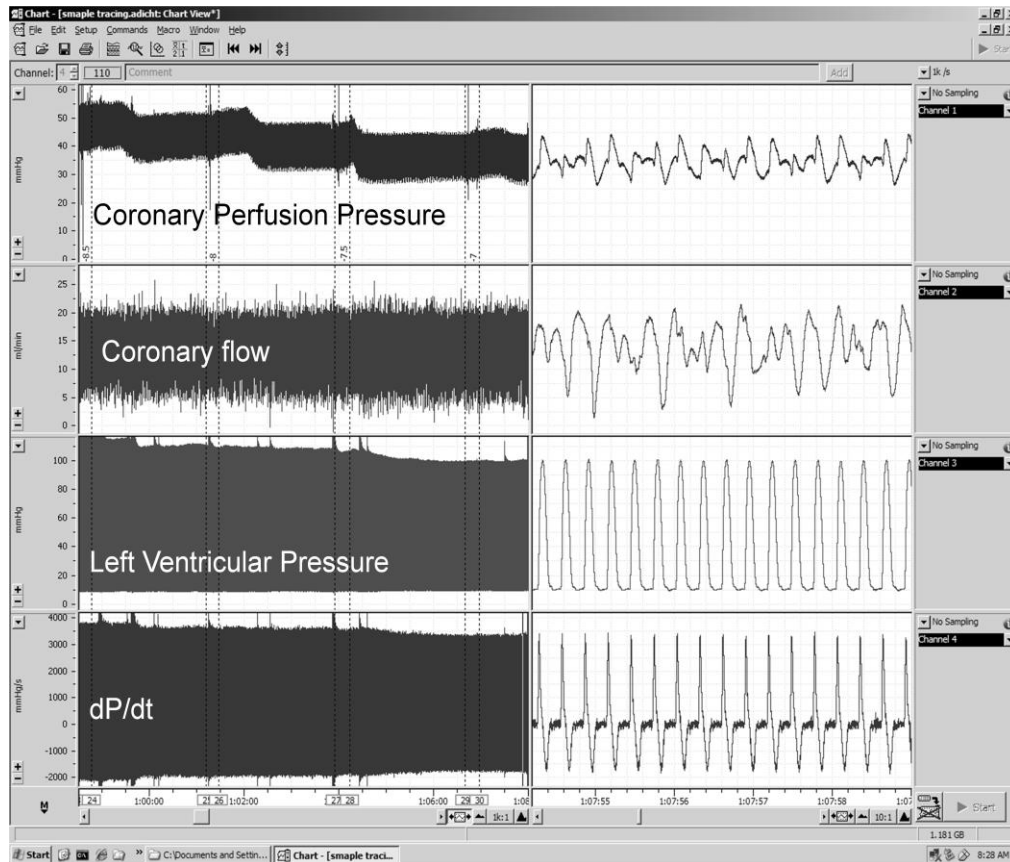 Chart - [smaple tracing.adicht: Chart View*]
File Edit Setup Commands Macro Window Help
Start
Channel: 4 110 Comment Add 1k /s
No Sampling
Channel 1
60
50
40
30
20
10
0
mmHg
Coronary Perfusion Pressure
-8.5
-8
-7.5
-7
No Sampling
Channel 2
25
20
15
10
5
0
ml/min
Coronary flow
No Sampling
Channel 3
100
80
60
40
20
0
mmHg
Left Ventricular Pressure
No Sampling
Channel 4
4000
3000
2000
1000
0
-1000
-2000
mmHg/s
dP/dt
M 24 1:00:00 26 1:02:00 28 1:06:00 29 30 1:07:55 1:07:56 1:07:57 1:07:58
1k:1 10:1 Start
1.181 GB
Start C:\Documents and Settin... Chart - [smaple traci... 8:28 AM